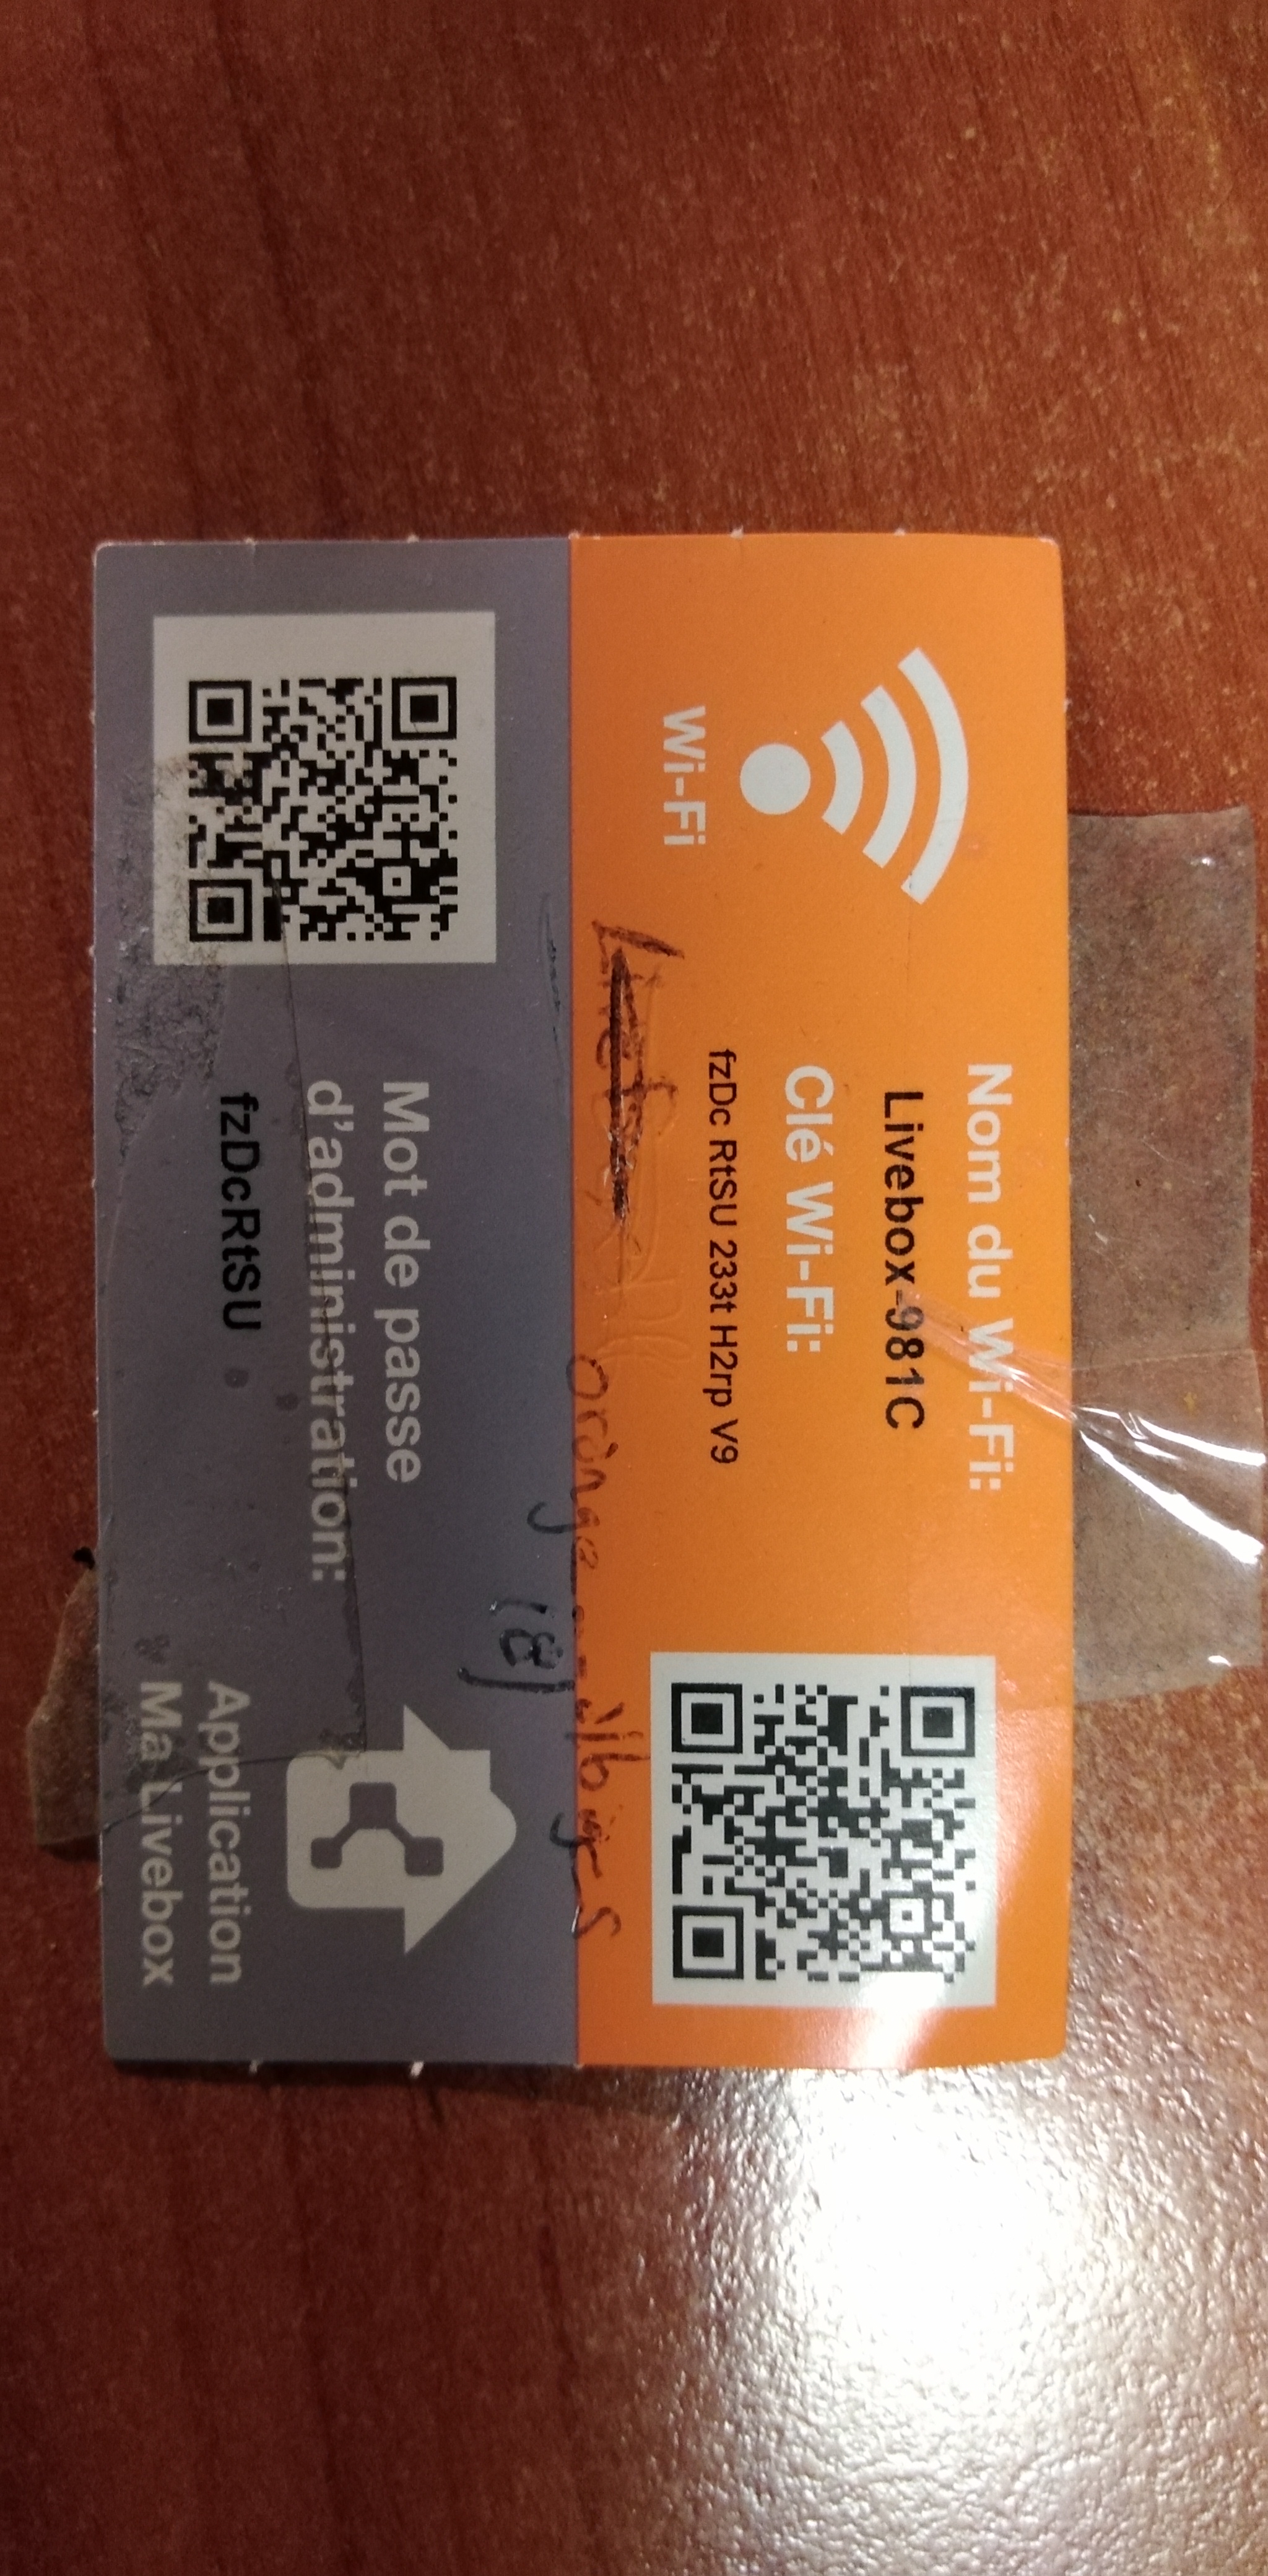 Nom du Wi-Fi:
Livebox-981C
Clé Wi-Fi:
fzDc RtSU 233t H2rp V9
Wi-Fi
Mot de passe
d'administration:
fzDcRtSU
Application
Ma Livebox